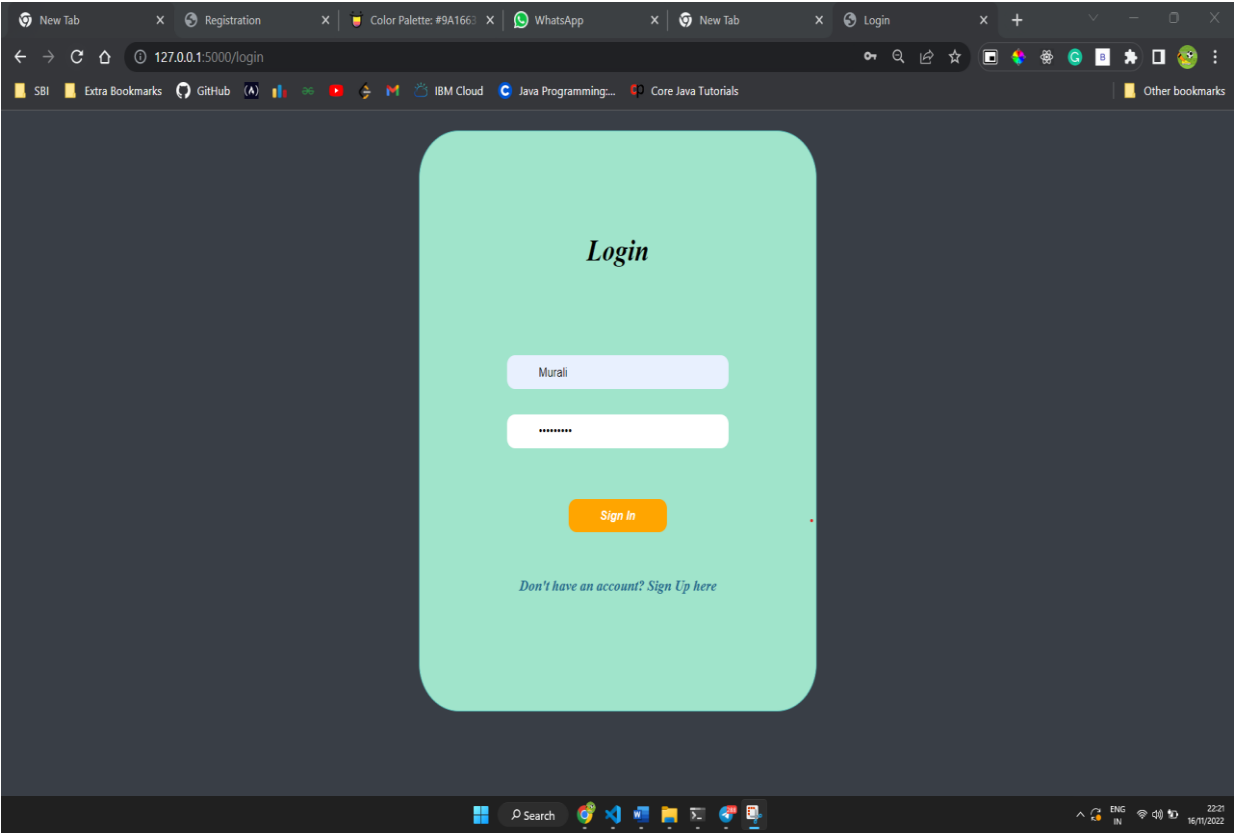 New Tab
Registration
Color Palette: #9A1663
WhatsApp
New Tab
Login
127.0.0.1:5000/login
SBI
Extra Bookmarks
GitHub
IBM Cloud
Java Programming:...
Core Java Tutorials
Other bookmarks
Login
Murali
•••••••••
Sign In
Don't have an account? Sign Up here
Search
ENG
IN
22:21
16/11/2022